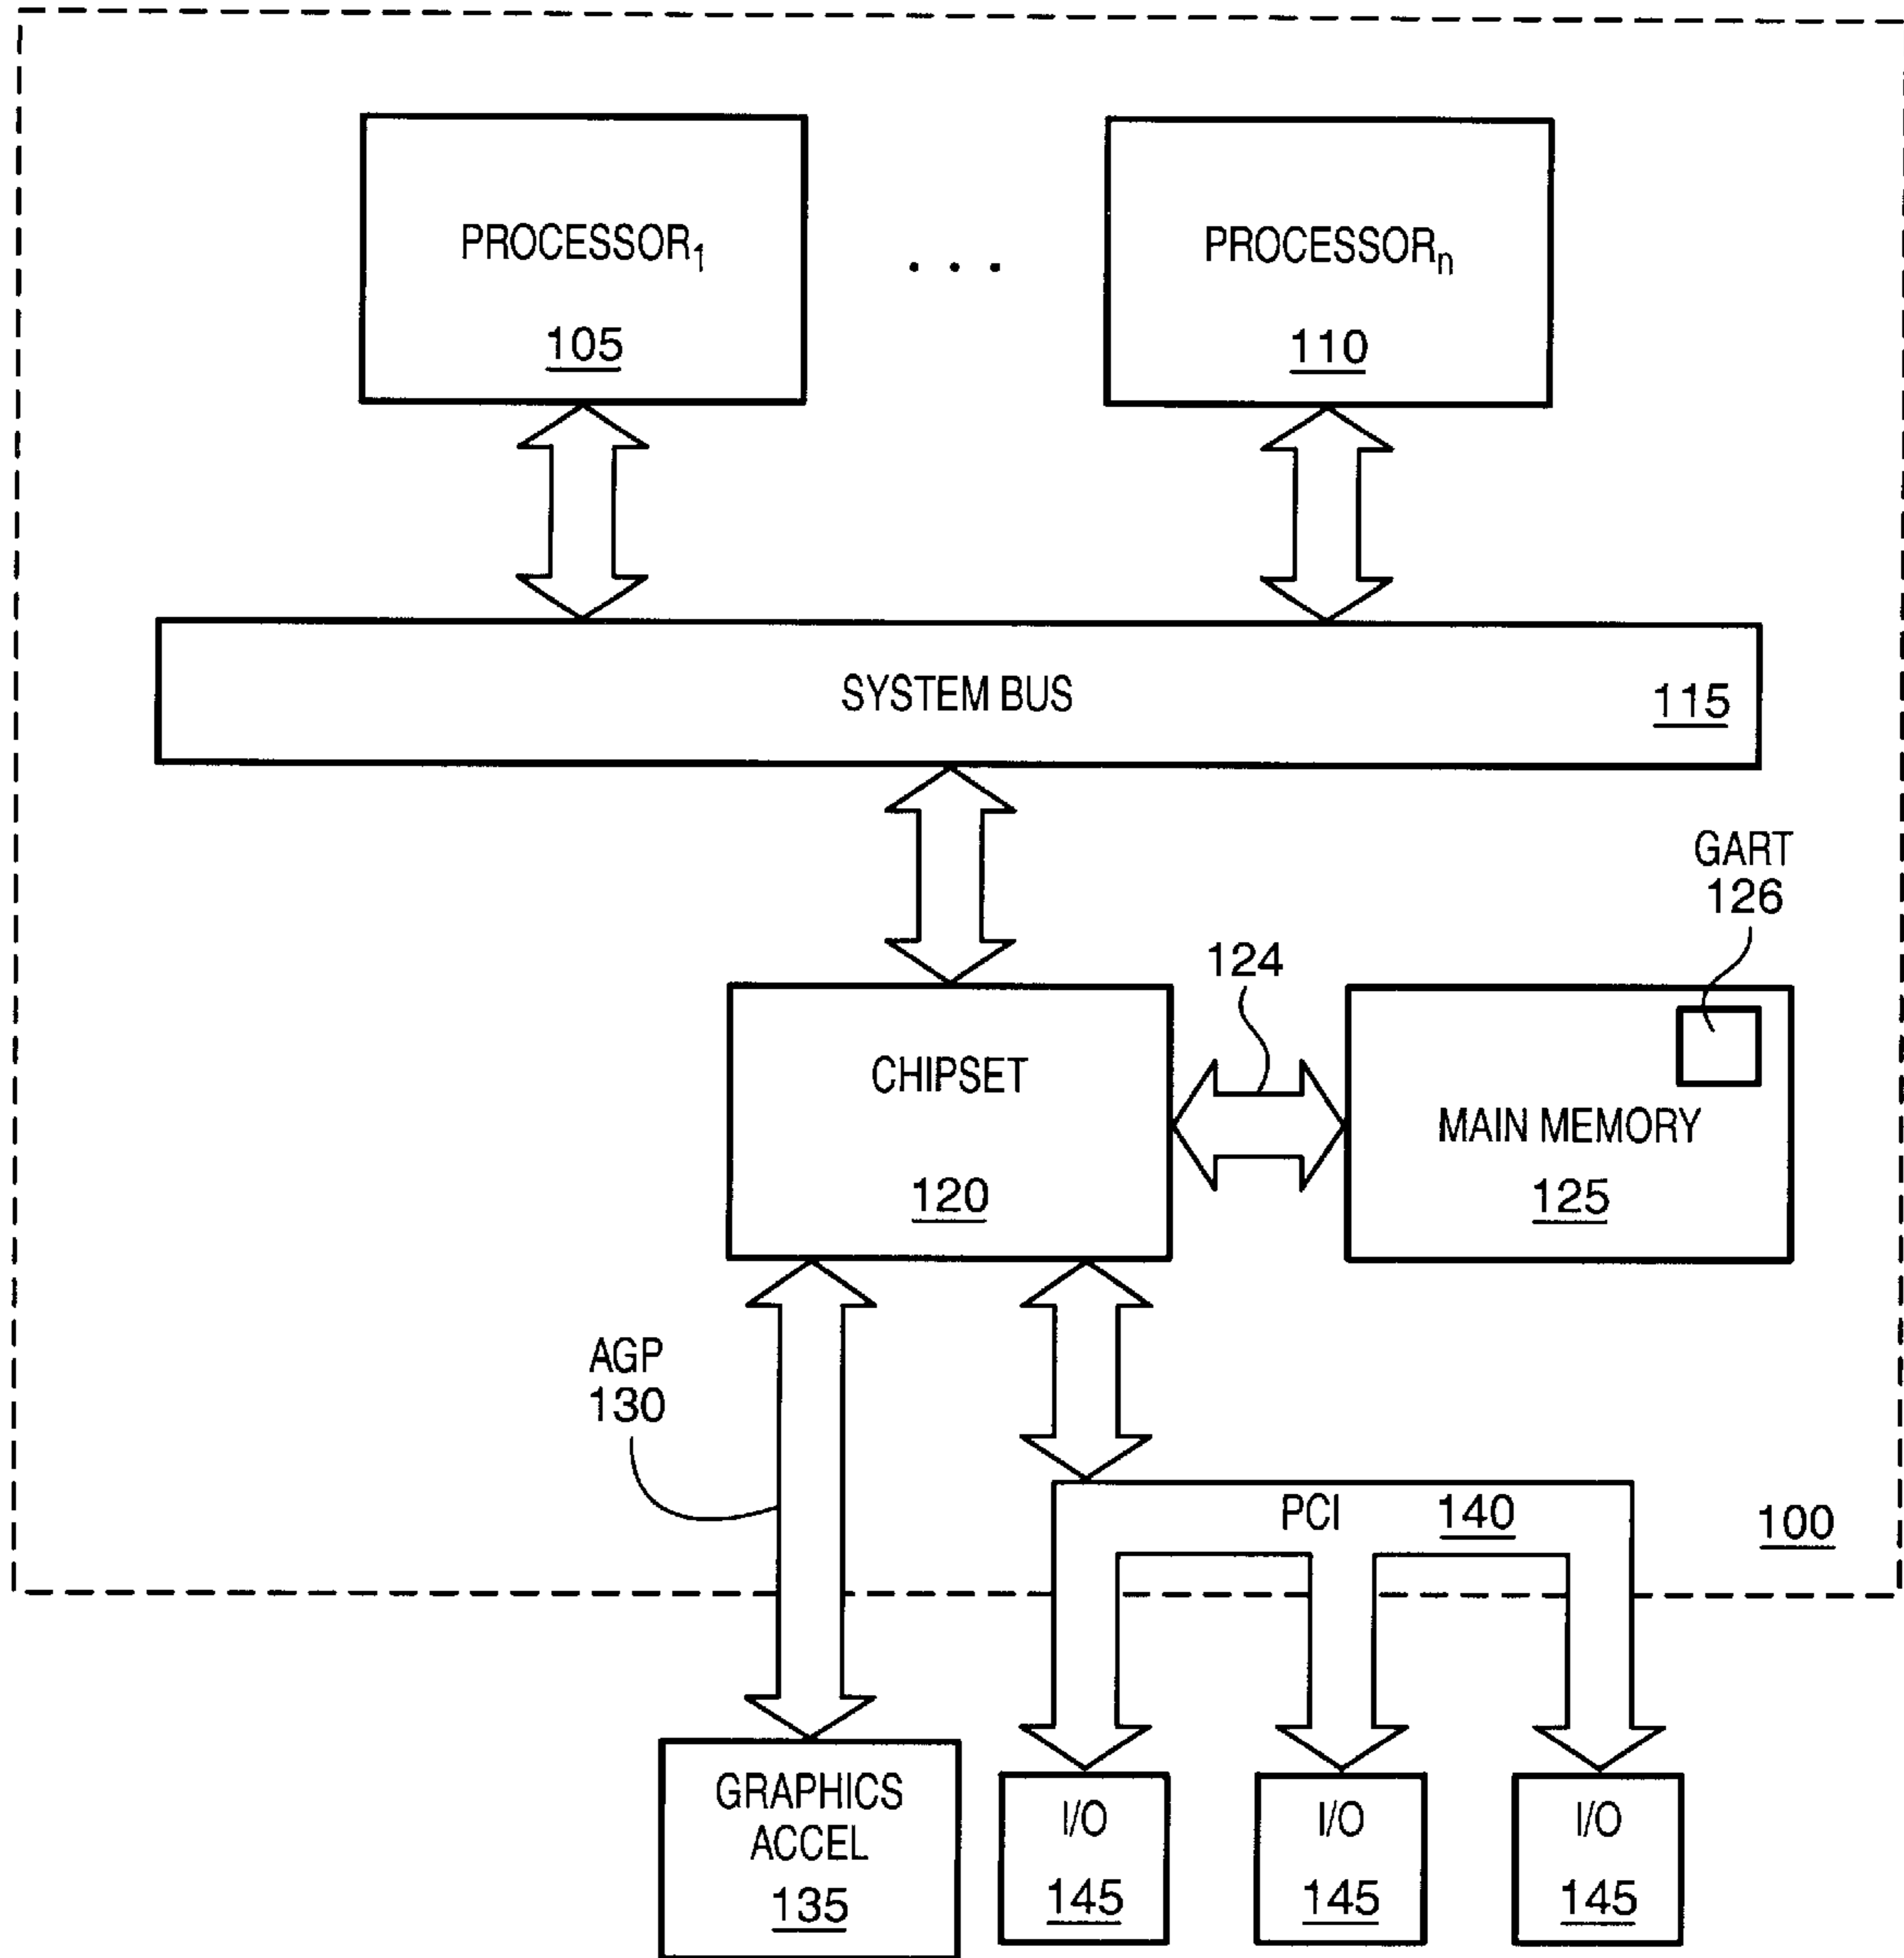 PROCESSOR₁
105
. . .
PROCESSORₙ
110
SYSTEM BUS
115
GART
126
124
CHIPSET
120
MAIN MEMORY
125
AGP
130
PCI
140
100
GRAPHICS
ACCEL
135
I/O
145
I/O
145
I/O
145